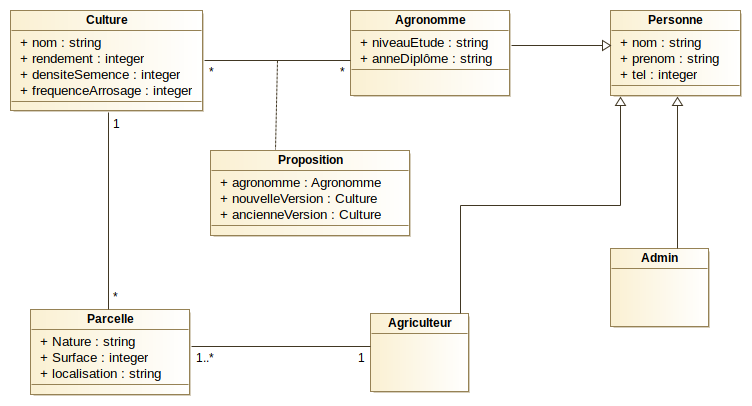 Culture
+ nom : string
+ rendement : integer
+ densiteSemence : integer
+ frequenceArrosage : integer
Agronomme
+ niveauEtude : string
+ anneDiplôme : string
Personne
+ nom : string
+ prenom : string
+ tel : integer
*
*
1
Proposition
+ agronomme : Agronomme
+ nouvelleVersion : Culture
+ ancienneVersion : Culture
Admin
*
Parcelle
+ Nature : string
+ Surface : integer
+ localisation : string
1..*
1
Agriculteur